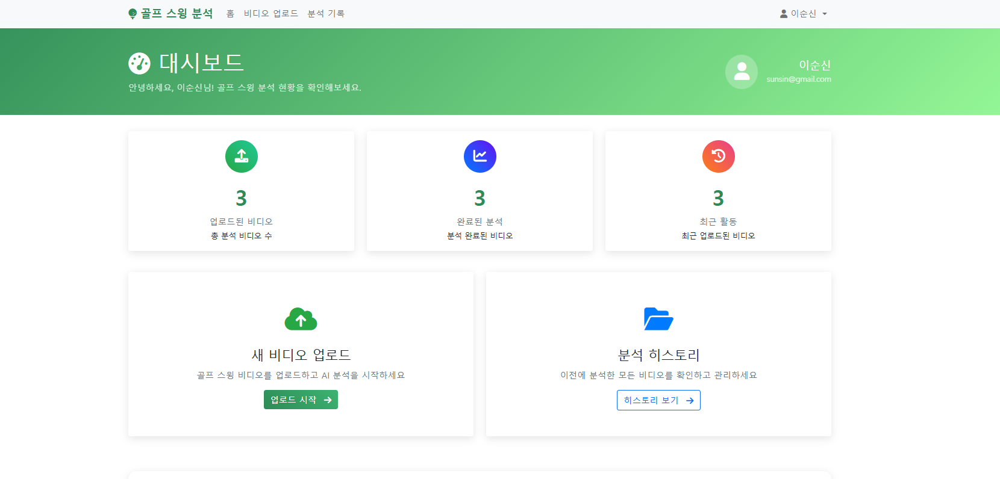 골프 스윙 분석 홈 비디오 업로드 분석 기록 이순신
대시보드
안녕하세요, 이순신님! 골프 스윙 분석 현황을 확인해보세요.
이순신
sunsin@gmail.com
3
업로드된 비디오
총 분석 비디오 수
3
완료된 분석
분석 완료된 비디오
3
최근 활동
최근 업로드된 비디오
새 비디오 업로드
골프 스윙 비디오를 업로드하고 AI 분석을 시작하세요
업로드 시작 →
분석 히스토리
이전에 분석한 모든 비디오를 확인하고 관리하세요
히스토리 보기 →